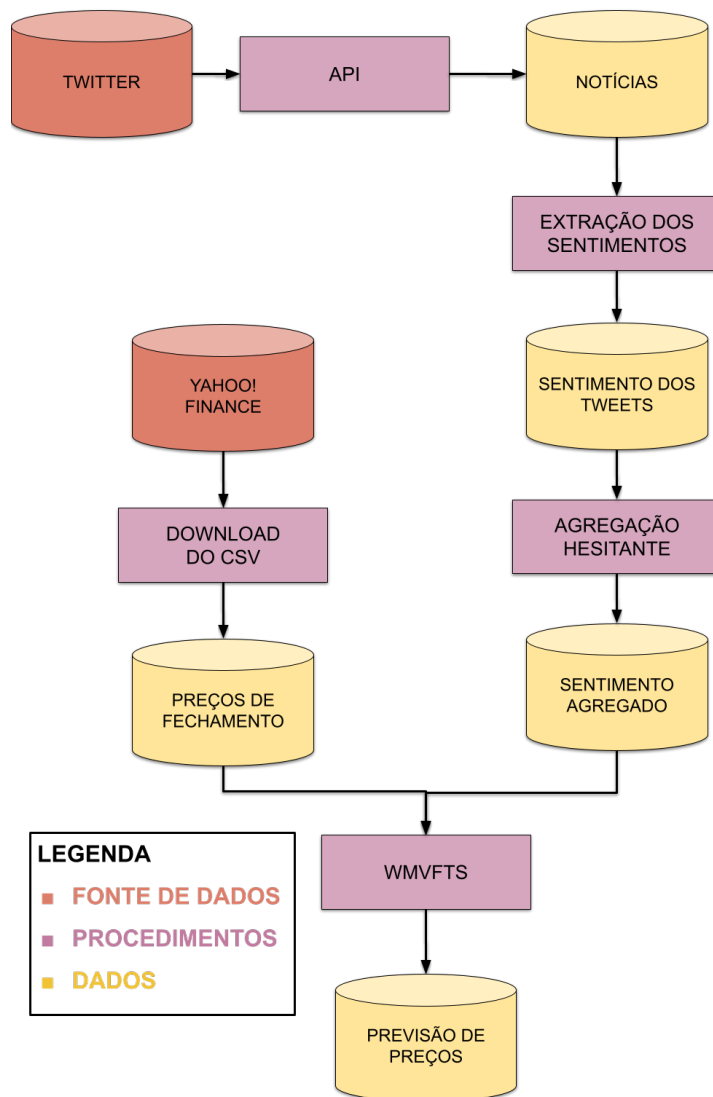 TWITTER
API
NOTÍCIAS
EXTRAÇÃO DOS
SENTIMENTOS
YAHOO!
FINANCE
SENTIMENTO DOS
TWEETS
DOWNLOAD
DO CSV
AGREGAÇÃO
HESITANTE
PREÇOS DE
FECHAMENTO
SENTIMENTO
AGREGADO
WMVFTS
LEGENDA
FONTE DE DADOS
PROCEDIMENTOS
DADOS
PREVISÃO DE
PREÇOS